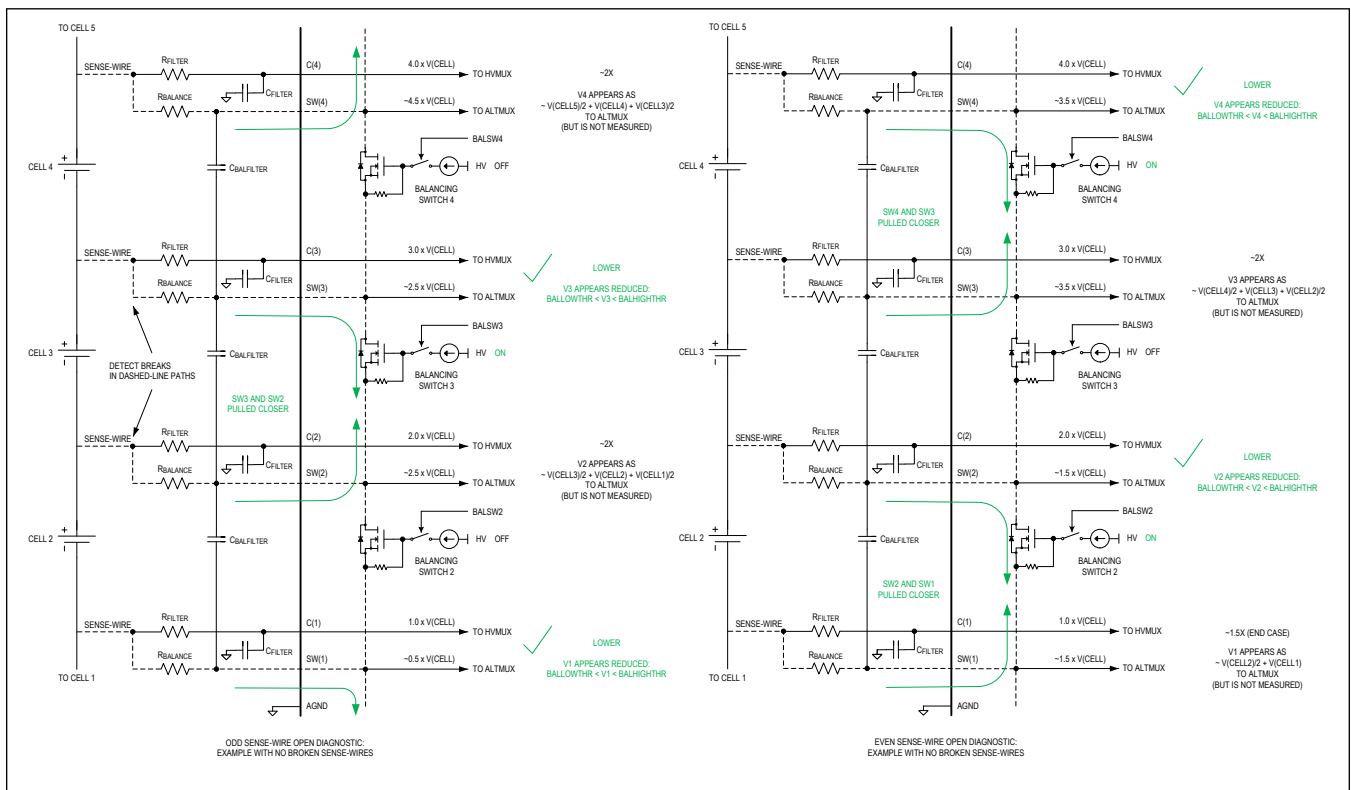 TO CELL 5
SENSE-WIRE
RFILTER
C(4)
4.0 x V(CELL)
TO HVMUX
CFILTER
RBALANCE
SW(4)
~4.5 x V(CELL)
TO ALTMUX
~2X
V4 APPEARS AS
~ V(CELL5)/2 + V(CELL4) + V(CELL3)/2
TO ALTMUX
(BUT IS NOT MEASURED)
BALSW4
CELL 4
+
CBALFILTER
HV OFF
BALANCING
SWITCH 4
SENSE-WIRE
RFILTER
C(3)
3.0 x V(CELL)
TO HVMUX
CFILTER
RBALANCE
SW(3)
~2.5 x V(CELL)
TO ALTMUX
LOWER
V3 APPEARS REDUCED:
BALLOWTHR < V3 < BALHIGHTHR
BALSW3
CELL 3
+
CBALFILTER
HV ON
BALANCING
SWITCH 3
DETECT BREAKS
IN DASHED-LINE PATHS
SW3 AND SW2
PULLED CLOSER
SENSE-WIRE
RFILTER
C(2)
2.0 x V(CELL)
TO HVMUX
CFILTER
RBALANCE
SW(2)
~2.5 x V(CELL)
TO ALTMUX
~2X
V2 APPEARS AS
~ V(CELL3)/2 + V(CELL2) + V(CELL1)/2
TO ALTMUX
(BUT IS NOT MEASURED)
BALSW2
CELL 2
+
CBALFILTER
HV OFF
BALANCING
SWITCH 2
SENSE-WIRE
RFILTER
C(1)
1.0 x V(CELL)
TO HVMUX
CFILTER
RBALANCE
SW(1)
~0.5 x V(CELL)
TO ALTMUX
LOWER
V1 APPEARS REDUCED:
BALLOWTHR < V1 < BALHIGHTHR
TO CELL 1
AGND
ODD SENSE-WIRE OPEN DIAGNOSTIC:
EXAMPLE WITH NO BROKEN SENSE-WIRES
TO CELL 5
SENSE-WIRE
RFILTER
C(4)
4.0 x V(CELL)
TO HVMUX
CFILTER
RBALANCE
SW(4)
~3.5 x V(CELL)
TO ALTMUX
LOWER
V4 APPEARS REDUCED:
BALLOWTHR < V4 < BALHIGHTHR
BALSW4
CELL 4
+
CBALFILTER
HV ON
BALANCING
SWITCH 4
SW4 AND SW3
PULLED CLOSER
SENSE-WIRE
RFILTER
C(3)
3.0 x V(CELL)
TO HVMUX
CFILTER
RBALANCE
SW(3)
~3.5 x V(CELL)
TO ALTMUX
~2X
V3 APPEARS AS
~ V(CELL4)/2 + V(CELL3) + V(CELL2)/2
TO ALTMUX
(BUT IS NOT MEASURED)
BALSW3
CELL 3
+
CBALFILTER
HV OFF
BALANCING
SWITCH 3
SENSE-WIRE
RFILTER
C(2)
2.0 x V(CELL)
TO HVMUX
CFILTER
RBALANCE
SW(2)
~1.5 x V(CELL)
TO ALTMUX
LOWER
V2 APPEARS REDUCED:
BALLOWTHR < V2 < BALHIGHTHR
BALSW2
CELL 2
+
CBALFILTER
HV ON
BALANCING
SWITCH 2
SW2 AND SW1
PULLED CLOSER
SENSE-WIRE
RFILTER
C(1)
1.0 x V(CELL)
TO HVMUX
CFILTER
RBALANCE
SW(1)
~1.5 x V(CELL)
TO ALTMUX
~1.5X (END CASE)
V1 APPEARS AS
~ V(CELL2)/2 + V(CELL1)
TO ALTMUX
(BUT IS NOT MEASURED)
TO CELL 1
AGND
EVEN SENSE-WIRE OPEN DIAGNOSTIC:
EXAMPLE WITH NO BROKEN SENSE-WIRES